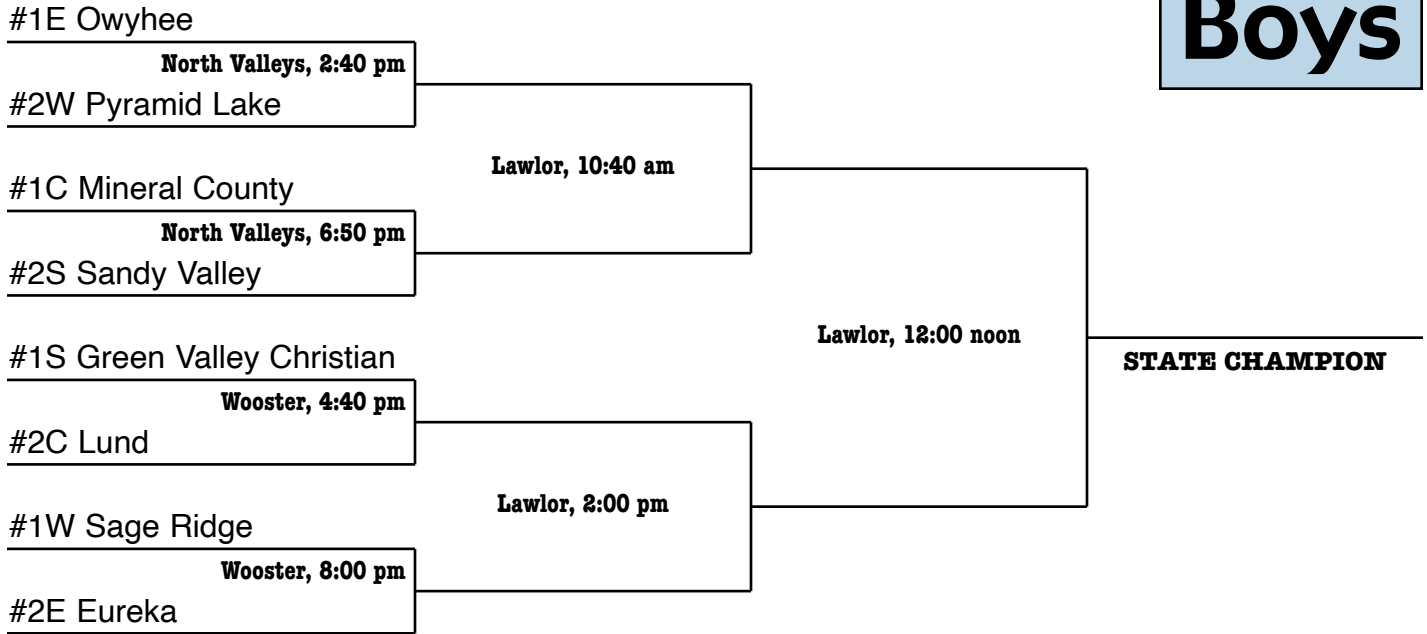 #1E Owyhee
Boys
North Valleys, 2:40 pm
#2W Pyramid Lake
Lawlor, 10:40 am
#1C Mineral County
North Valleys, 6:50 pm
#2S Sandy Valley
Lawlor, 12:00 noon
#1S Green Valley Christian
STATE CHAMPION
Wooster, 4:40 pm
#2C Lund
Lawlor, 2:00 pm
#1W Sage Ridge
Wooster, 8:00 pm
#2E Eureka